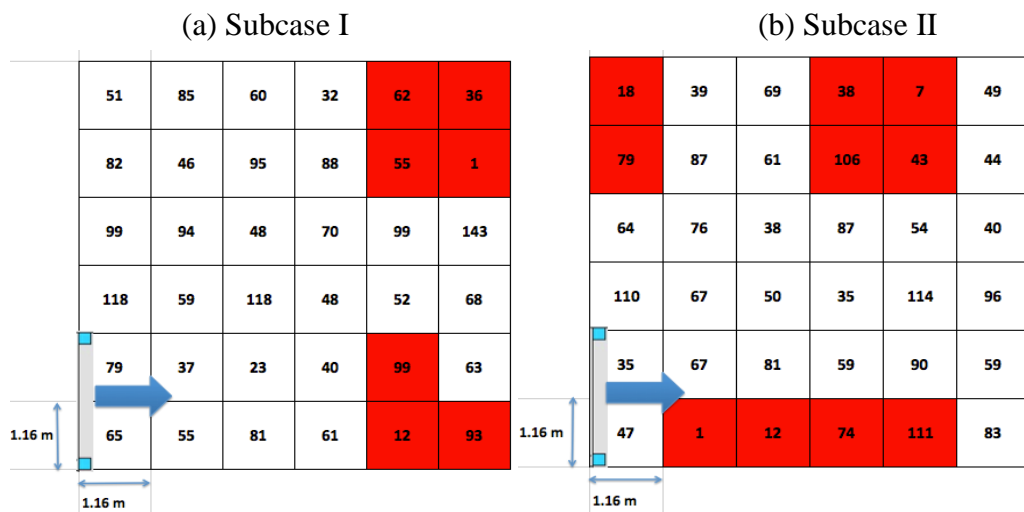 (a) Subcase I
51 85 60 32 62 36
82 46 95 88 55 1
99 94 48 70 99 143
118 59 118 48 52 68
79 37 23 40 99 63
1.16 m
65 55 81 61 12 93
1.16 m
(b) Subcase II
18 39 69 38 7 49
79 87 61 106 43 44
64 76 38 87 54 40
110 67 50 35 114 96
35 67 81 59 90 59
1.16 m
47 1 12 74 111 83
1.16 m